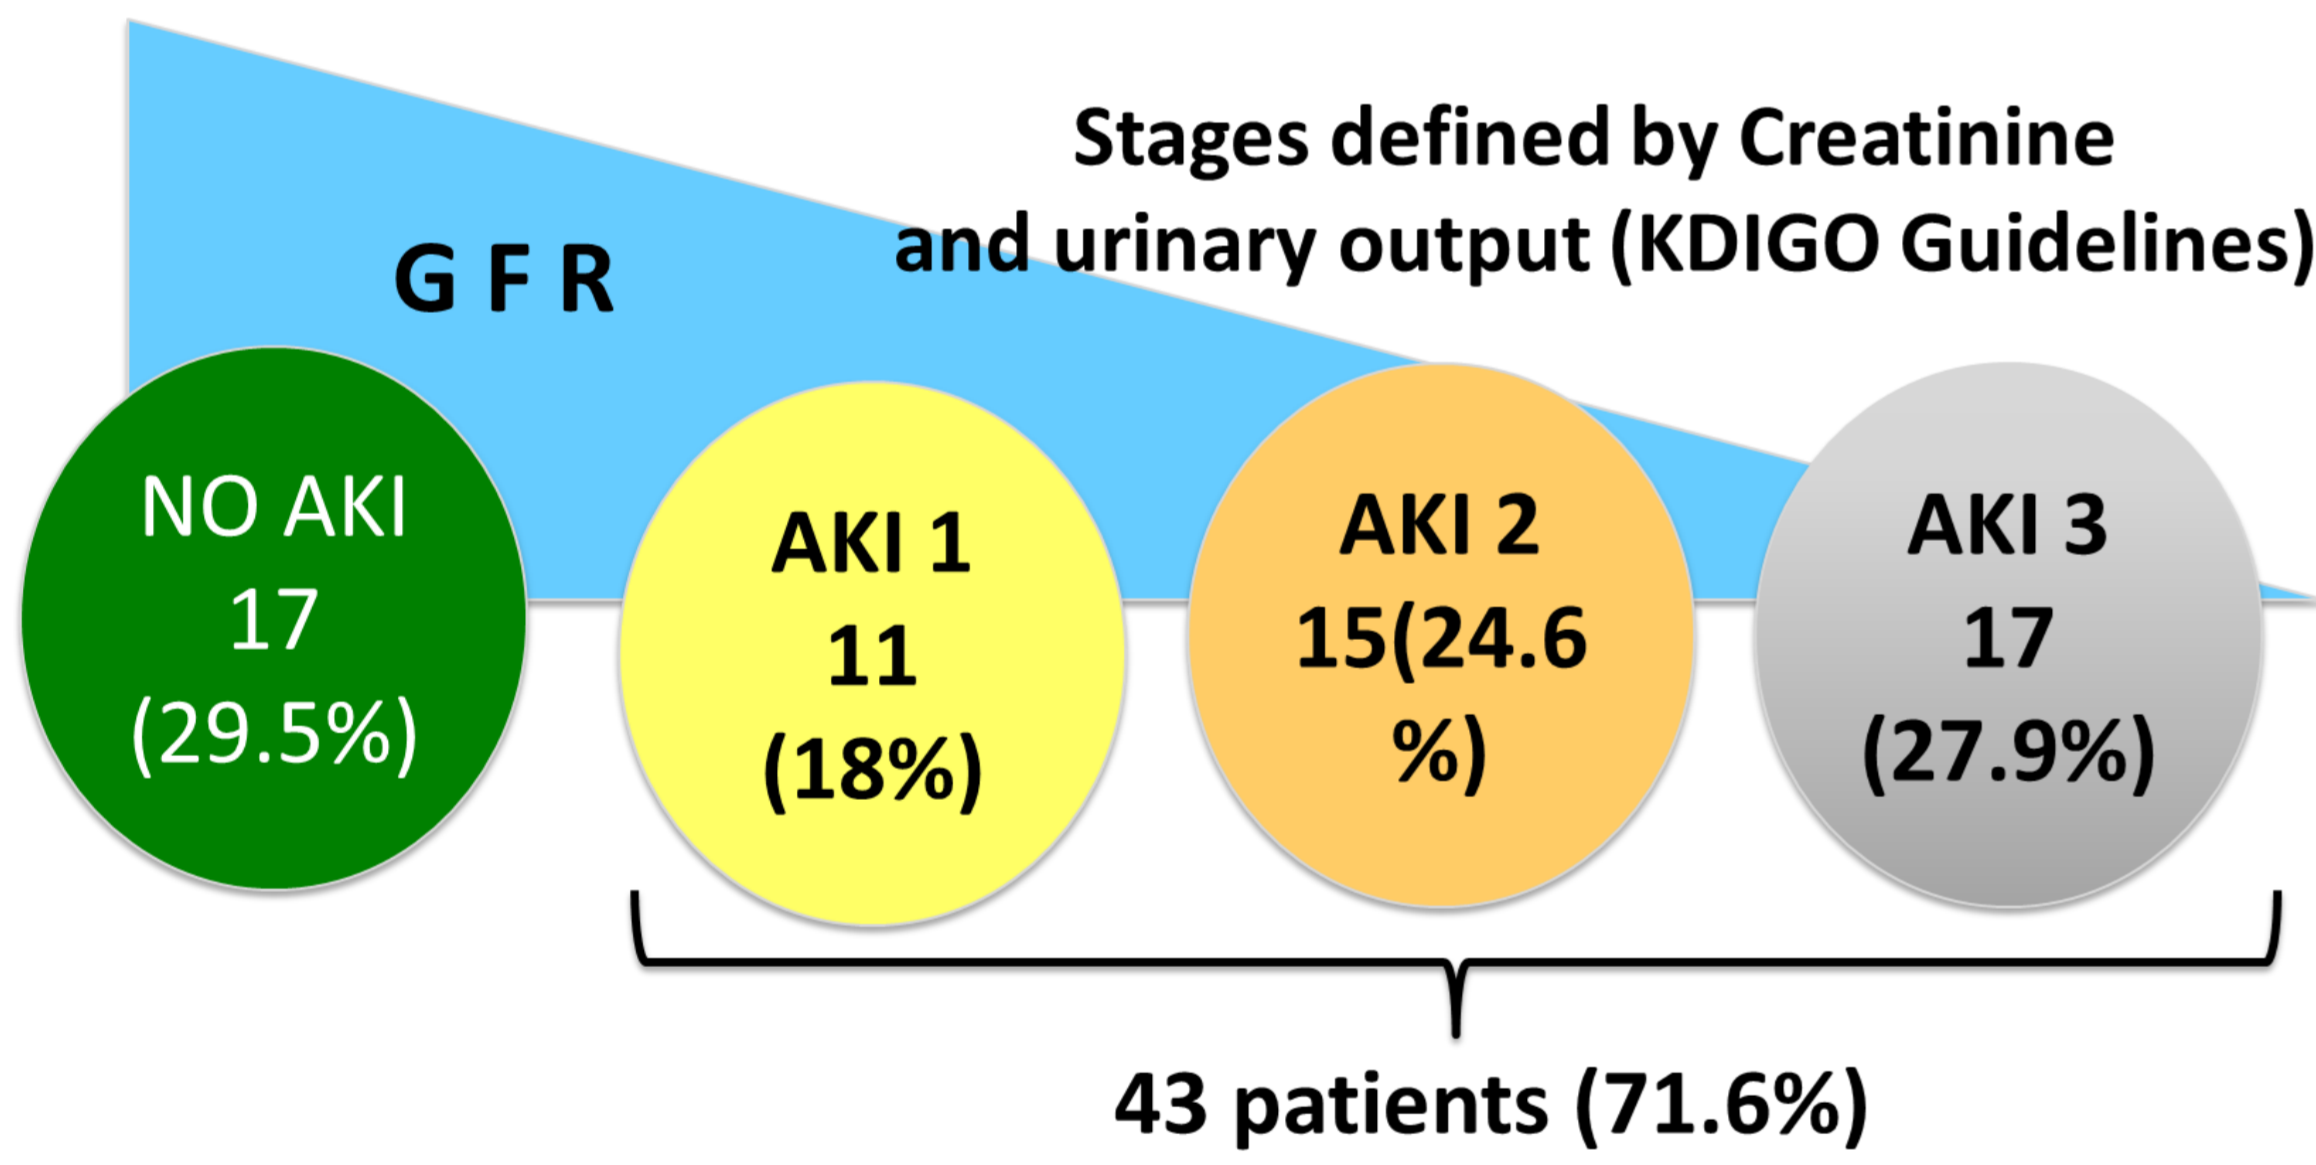 Stages defined by Creatinine
and urinary output (KDIGO Guidelines)
G F R
NO AKI
17
(29.5%)
AKI 1
11
(18%)
AKI 2
15(24.6
%)
AKI 3
17
(27.9%)
43 patients (71.6%)